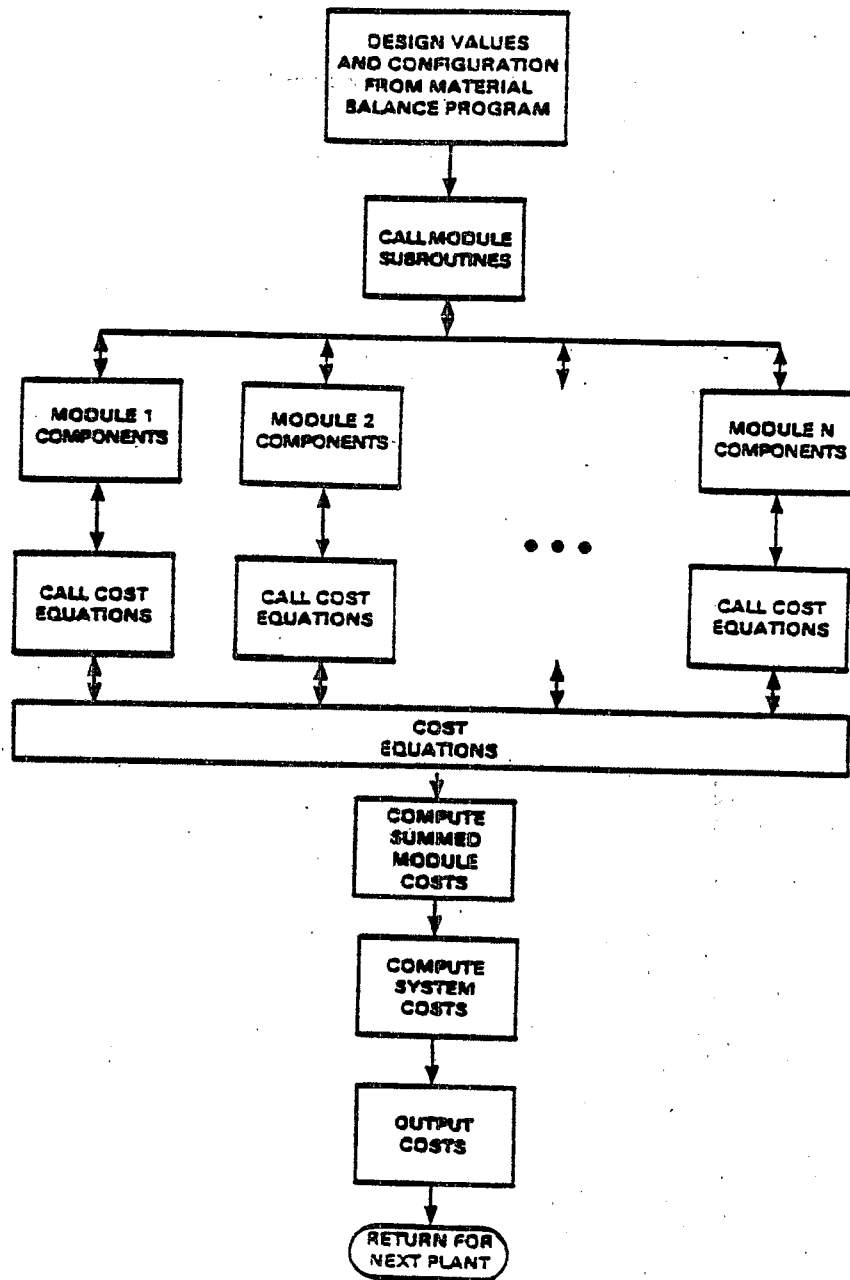 DESIGN VALUES
AND CONFIGURATION
FROM MATERIAL
BALANCE PROGRAM
CALL MODULE
SUBROUTINES
MODULE 1
COMPONENTS
MODULE 2
COMPONENTS
MODULE N
COMPONENTS
CALL COST
EQUATIONS
CALL COST
EQUATIONS
CALL COST
EQUATIONS
COST
EQUATIONS
COMPUTE
SUMMED
MODULE
COSTS
COMPUTE
SYSTEM
COSTS
OUTPUT
COSTS
RETURN FOR
NEXT PLANT